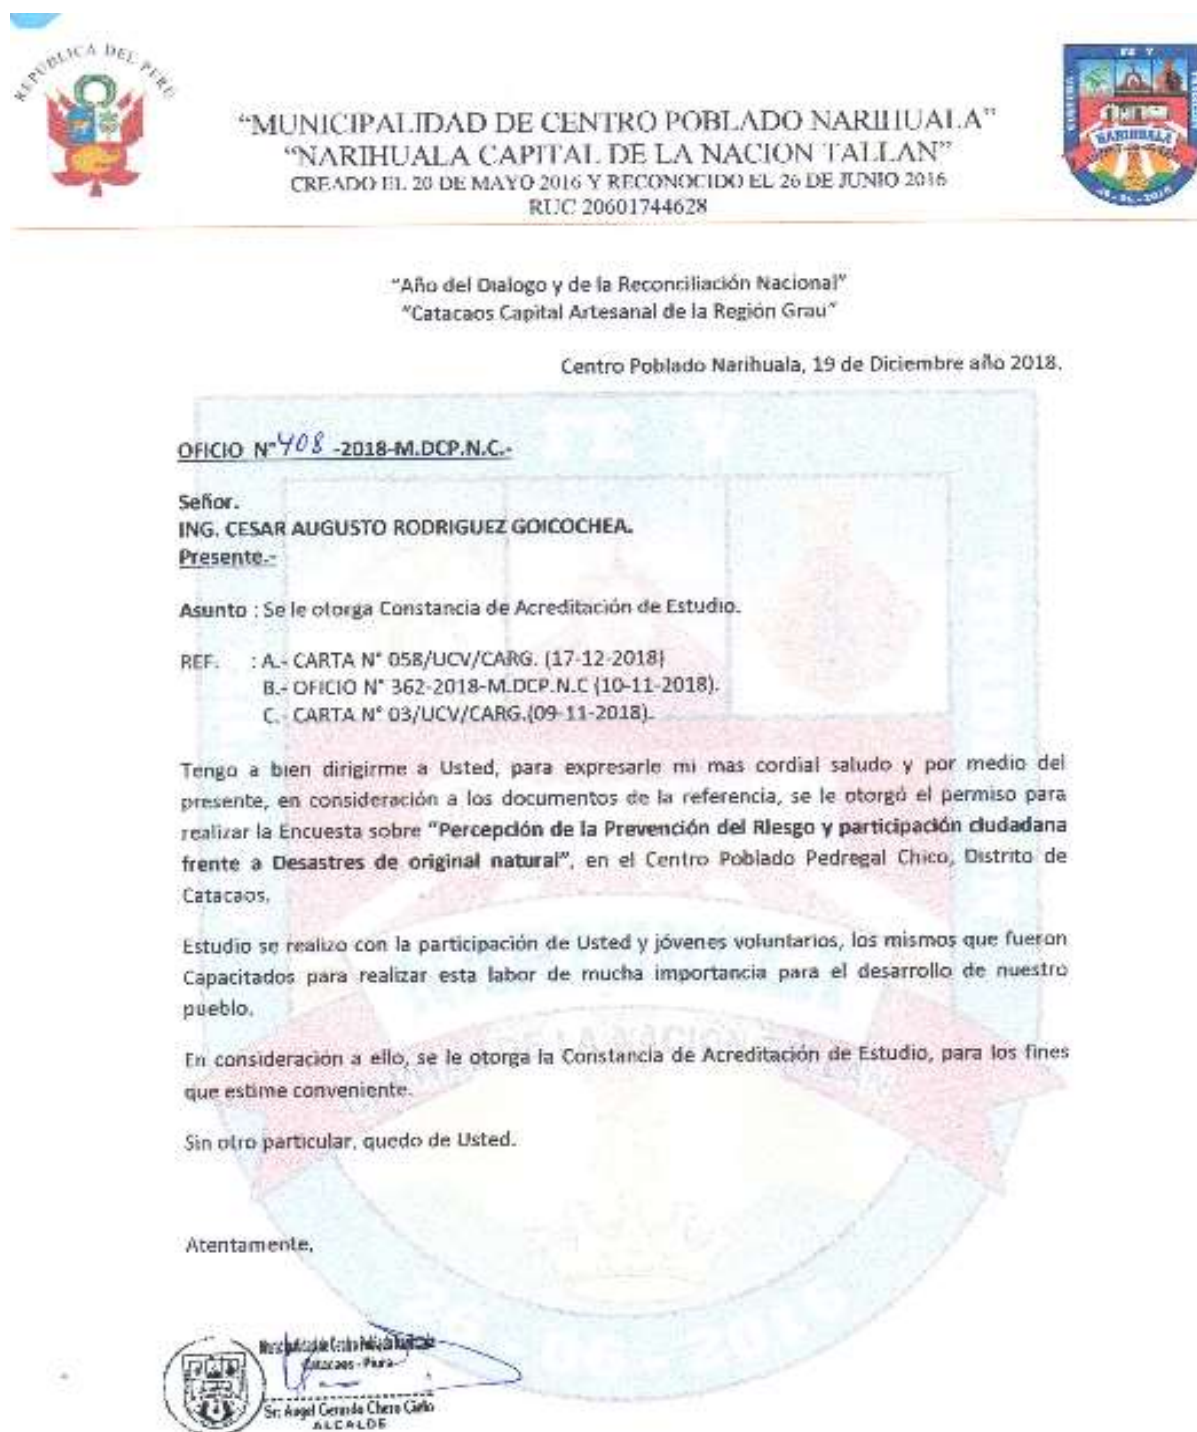 REPÚBLICA DEL PERU
"MUNICIPALIDAD DE CENTRO POBLADO NARIHUALA"
"NARIHUALA CAPITAL DE LA NACION TALLAN"
CREADO EL 20 DE MAYO 2016 Y RECONOCIDO EL 26 DE JUNIO 2016
RUC 20601744628
FE Y
NARIHUALA
"Año del Dialogo y de la Reconciliación Nacional"
"Catacaos Capital Artesanal de la Región Grau"
Centro Poblado Narihuala, 19 de Diciembre año 2018.
OFICIO N° 408 -2018-M.DCP.N.C.-
Señor.
ING. CESAR AUGUSTO RODRIGUEZ GOICOCHEA.
Presente.-
Asunto : Se le otorga Constancia de Acreditación de Estudio.
REF. : A.- CARTA N° 058/UCV/CARG. (17-12-2018)
B.- OFICIO N° 362-2018-M.DCP.N.C (10-11-2018).
C.- CARTA N° 03/UCV/CARG.(09-11-2018).
Tengo a bien dirigirme a Usted, para expresarle mi mas cordial saludo y por medio del
presente, en consideración a los documentos de la referencia, se le otorgó el permiso para
realizar la Encuesta sobre "Percepción de la Prevención del Riesgo y participación ciudadana
frente a Desastres de original natural", en el Centro Poblado Pedregal Chico, Distrito de
Catacaos.
Estudio se realizo con la participación de Usted y jóvenes voluntarios, los mismos que fueron
Capacitados para realizar esta labor de mucha importancia para el desarrollo de nuestro
pueblo.
En consideración a ello, se le otorga la Constancia de Acreditación de Estudio, para los fines
que estime conveniente.
Sin otro particular, quedo de Usted.
Atentamente,
Municipalidad de Centro Poblado Narihuala
Catacaos - Piura
Sr. Angel Gerardo Chero
ALCALDE